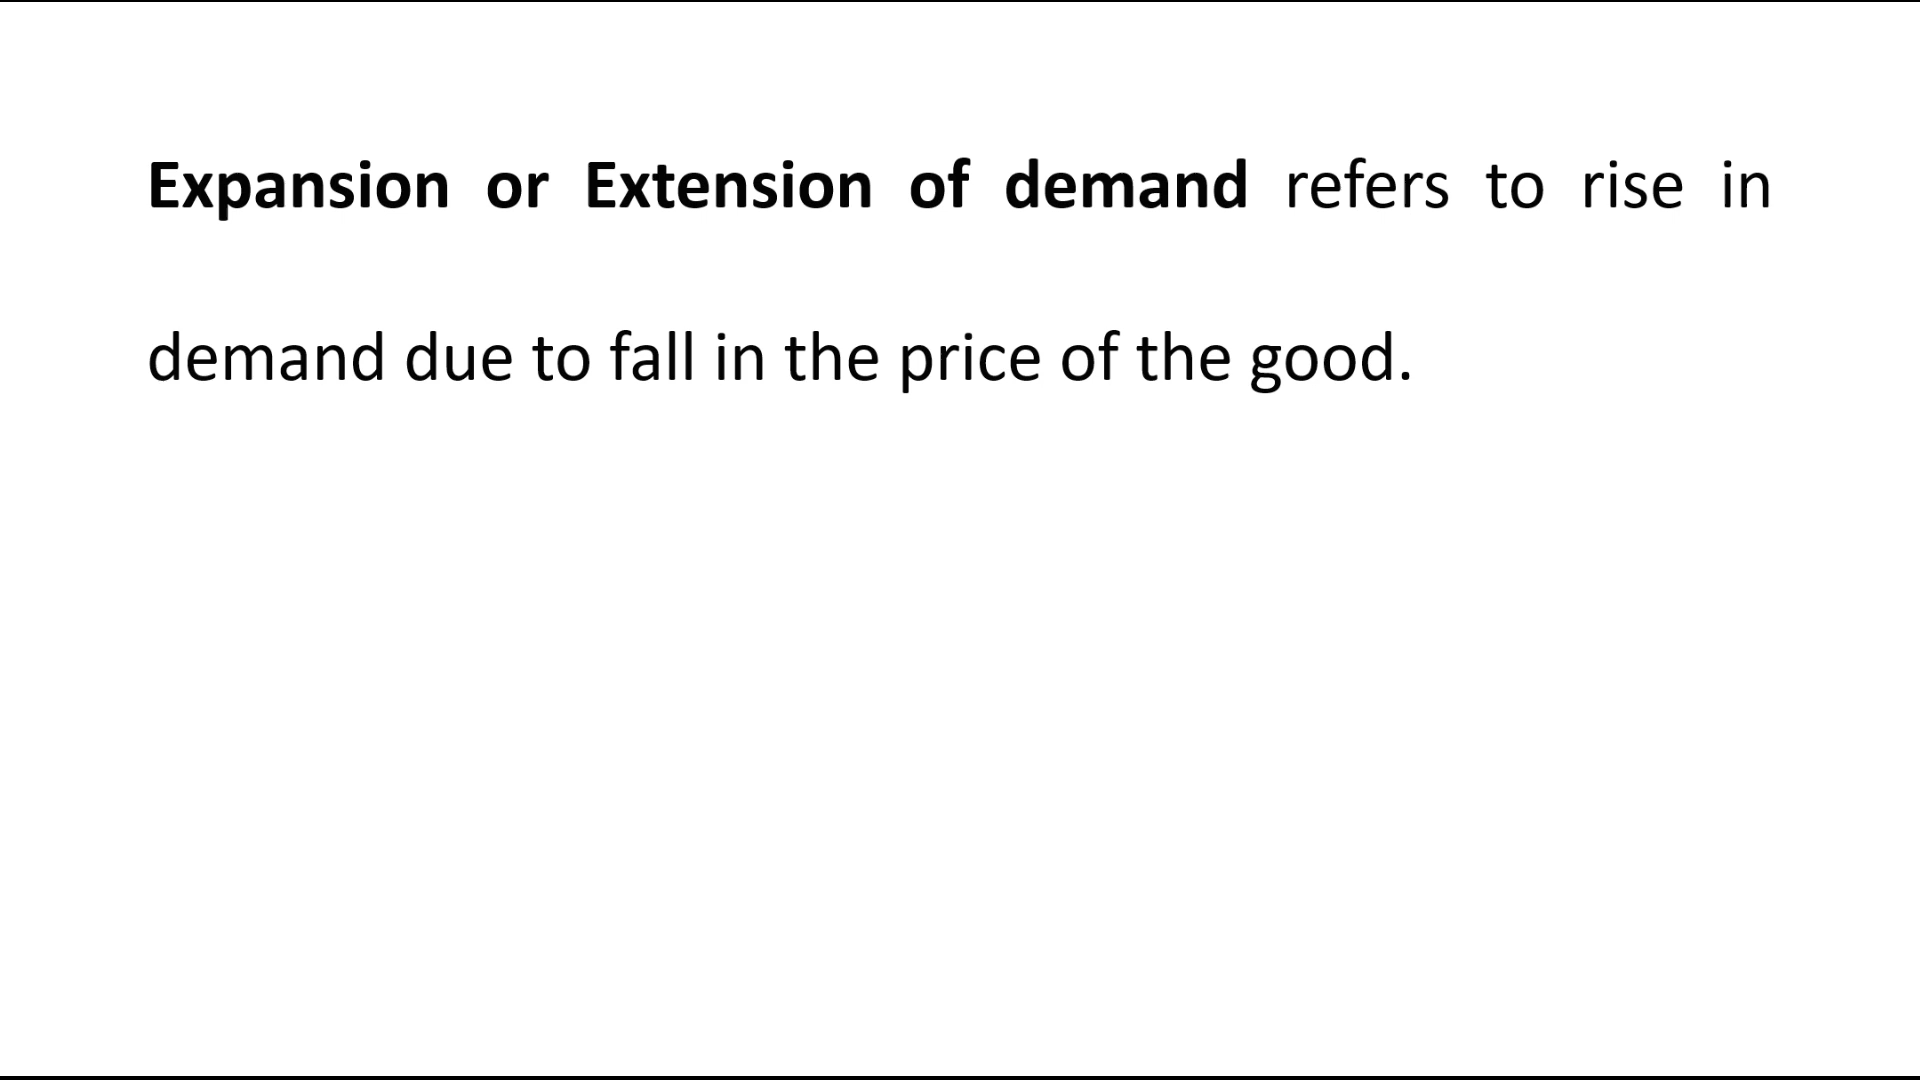 Expansion or Extension of demand refers to rise in
demand due to fall in the price of the good.